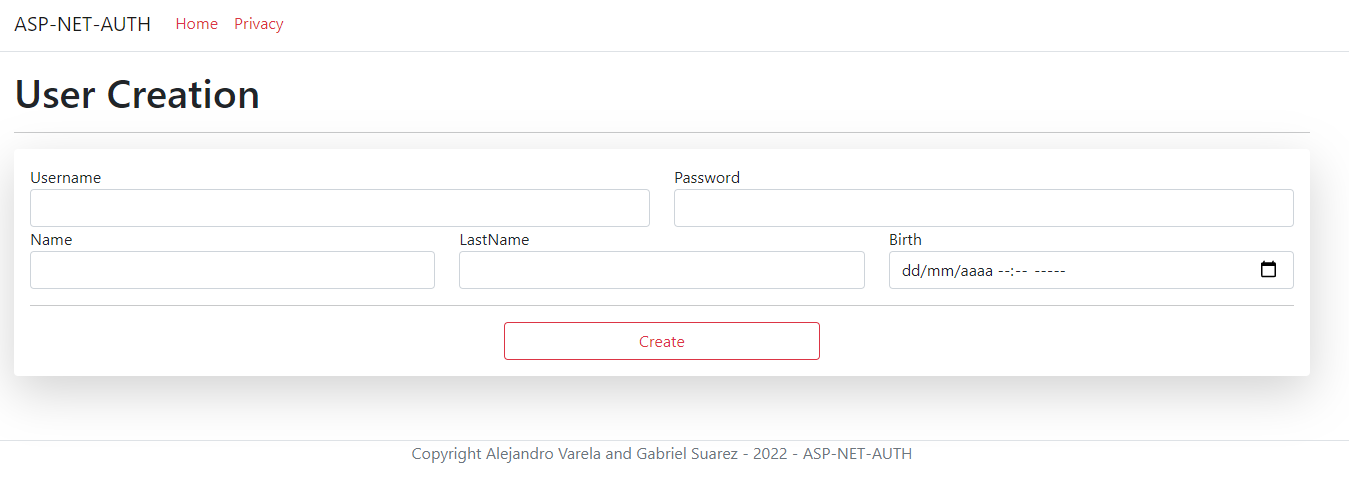 ASP-NET-AUTH Home Privacy
User Creation
Username Password
Name LastName Birth
dd/mm/aaaa --:-- -----
Create
Copyright Alejandro Varela and Gabriel Suarez - 2022 - ASP-NET-AUTH